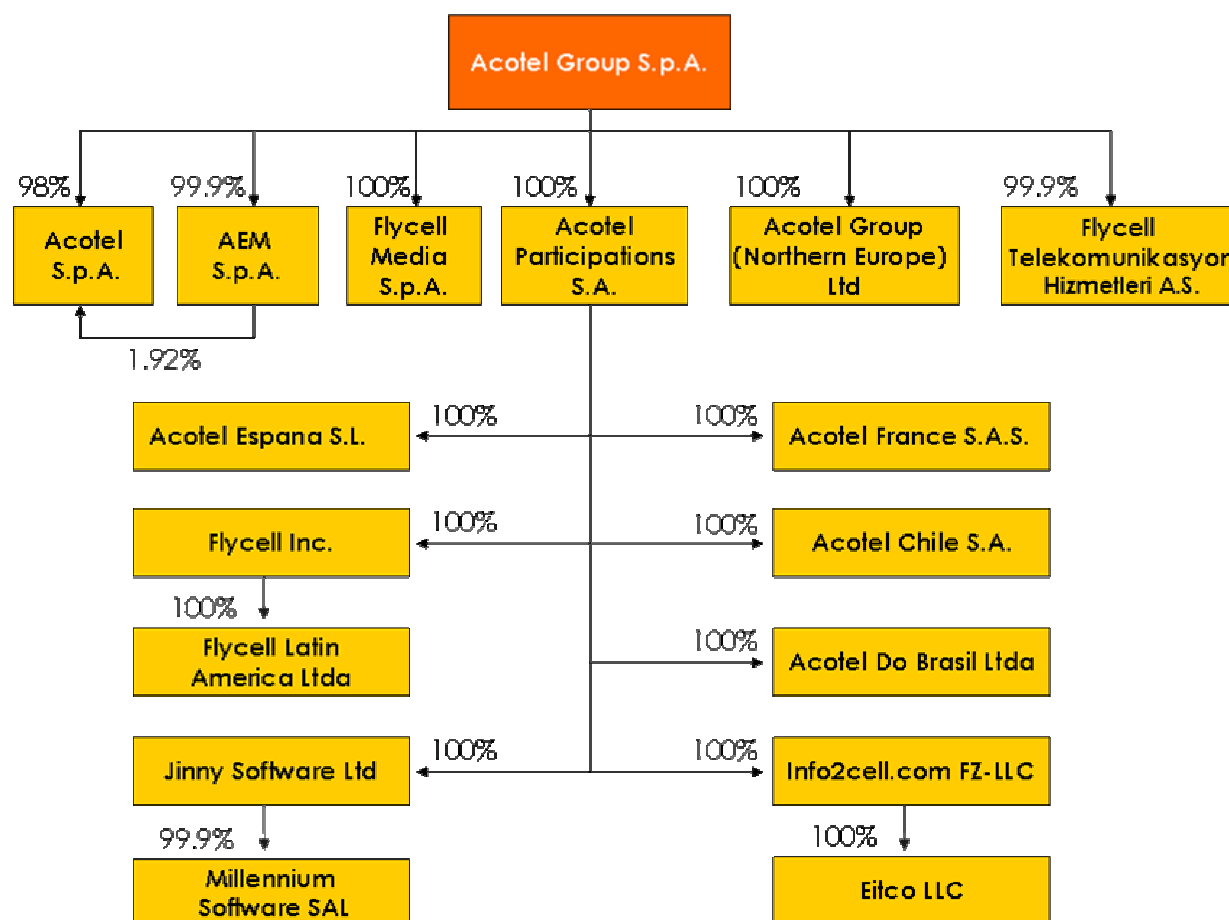 Acotel Group S.p.A.
98%
99.9%
100%
100%
100%
99.9%
Acotel
S.p.A.
AEM
S.p.A.
Flycell
Media
S.p.A.
Acotel
Participations
S.A.
Acotel Group
(Northern Europe)
Ltd
Flycell
Telekomunikasyon
Hizmetleri A.S.
1.92%
100%
100%
Acotel Espana S.L.
Acotel France S.A.S.
100%
100%
Flycell Inc.
Acotel Chile S.A.
100%
100%
Flycell Latin
America Ltda
Acotel Do Brasil Ltda
100%
100%
Jinny Software Ltd
Info2cell.com FZ-LLC
99.9%
100%
Millennium
Software SAL
Eitco LLC